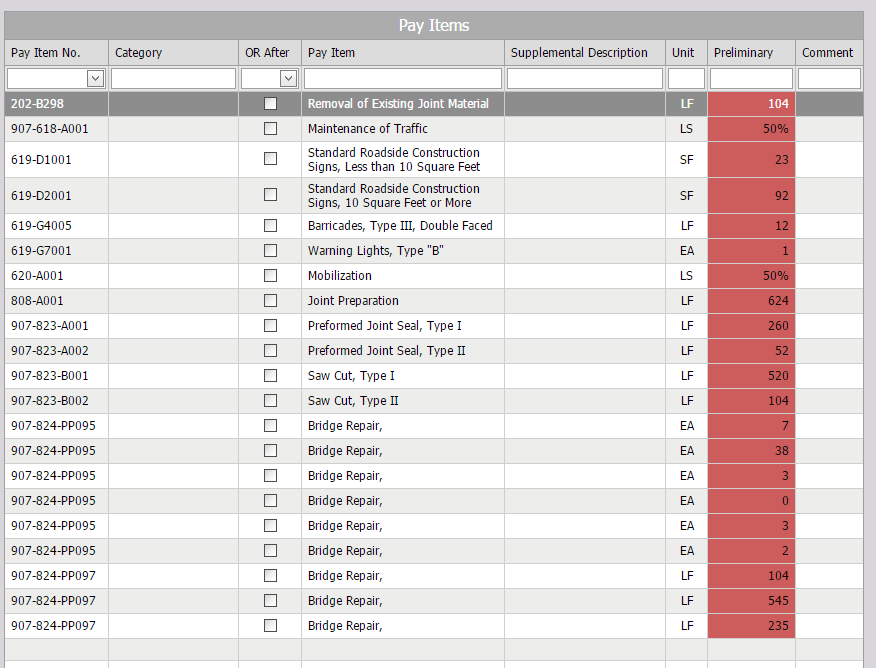 Pay Items
Pay Item No. Category OR After Pay Item Supplemental Description Unit Preliminary Comment
202-B298 Removal of Existing Joint Material LF 104
907-618-A001 Maintenance of Traffic LS 50%
619-D1001 Standard Roadside Construction Signs, Less than 10 Square Feet SF 23
619-D2001 Standard Roadside Construction Signs, 10 Square Feet or More SF 92
619-G4005 Barricades, Type III, Double Faced LF 12
619-G7001 Warning Lights, Type "B" EA 1
620-A001 Mobilization LS 50%
808-A001 Joint Preparation LF 624
907-823-A001 Preformed Joint Seal, Type I LF 260
907-823-A002 Preformed Joint Seal, Type II LF 52
907-823-B001 Saw Cut, Type I LF 520
907-823-B002 Saw Cut, Type II LF 104
907-824-PP095 Bridge Repair, EA 7
907-824-PP095 Bridge Repair, EA 38
907-824-PP095 Bridge Repair, EA 3
907-824-PP095 Bridge Repair, EA 0
907-824-PP095 Bridge Repair, EA 3
907-824-PP095 Bridge Repair, EA 2
907-824-PP097 Bridge Repair, LF 104
907-824-PP097 Bridge Repair, LF 545
907-824-PP097 Bridge Repair, LF 235